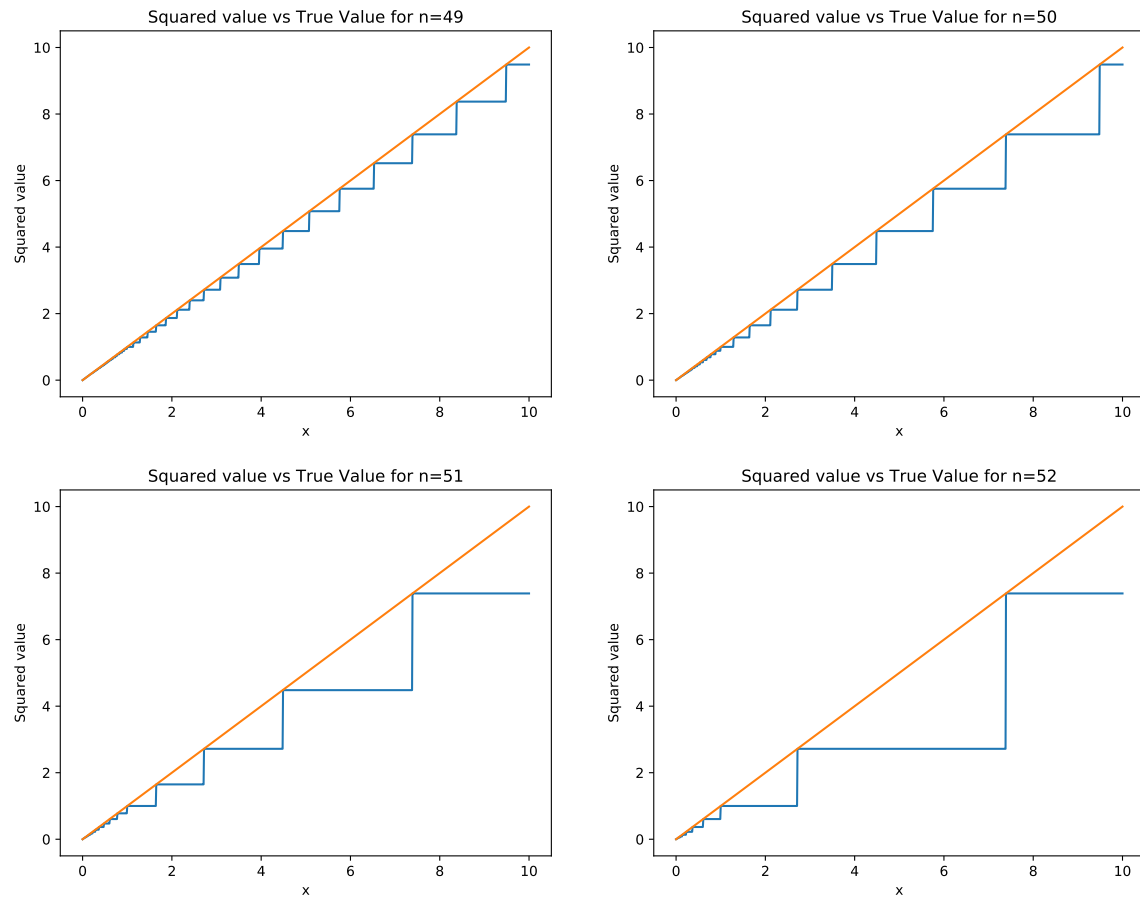 Squared value vs True Value for n=49
Squared value
10
8
6
4
2
0
0 2 4 6 8 10
x
Squared value vs True Value for n=50
Squared value
10
8
6
4
2
0
0 2 4 6 8 10
x
Squared value vs True Value for n=51
Squared value
10
8
6
4
2
0
0 2 4 6 8 10
x
Squared value vs True Value for n=52
Squared value
10
8
6
4
2
0
0 2 4 6 8 10
x